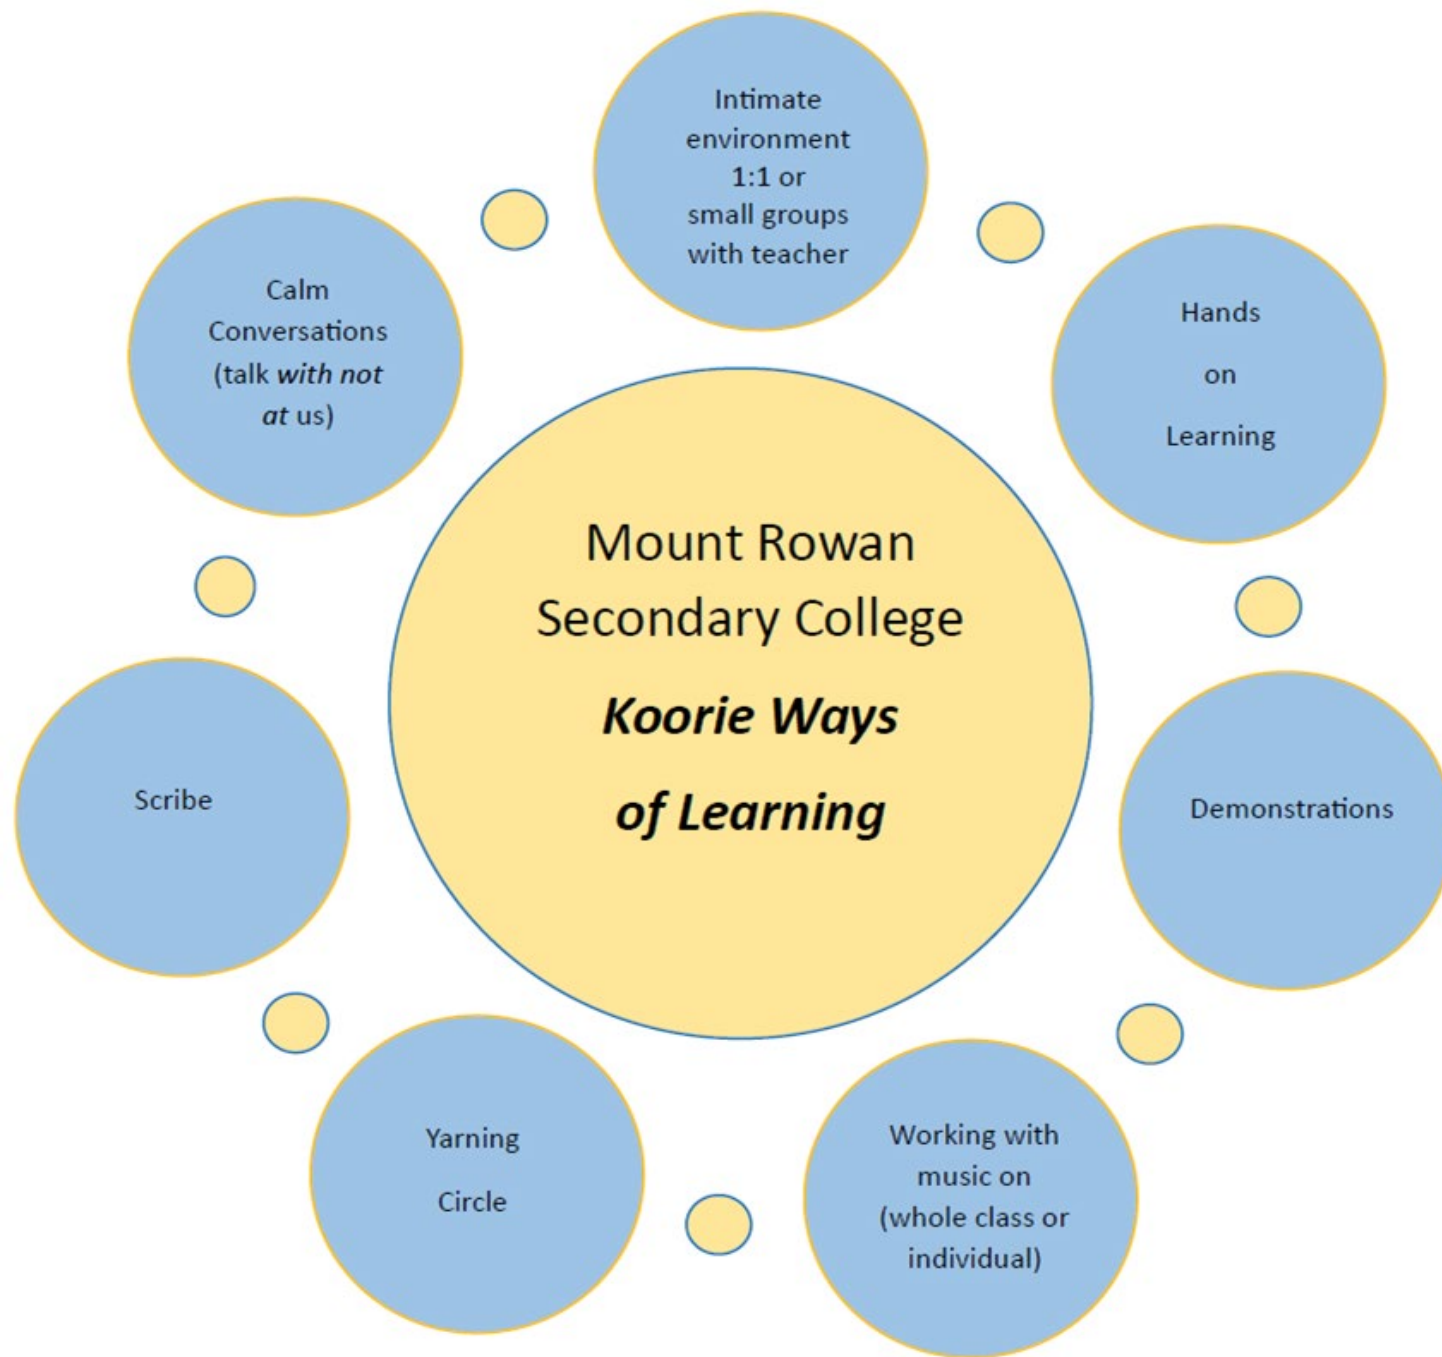 Intimate
environment
1:1 or
small groups
with teacher
Hands
on
Learning
Demonstrations
Working with
music on
(whole class or
individual)
Yarning
Circle
Scribe
Calm
Conversations
(talk with not
at us)
Mount Rowan
Secondary College
Koorie Ways
of Learning